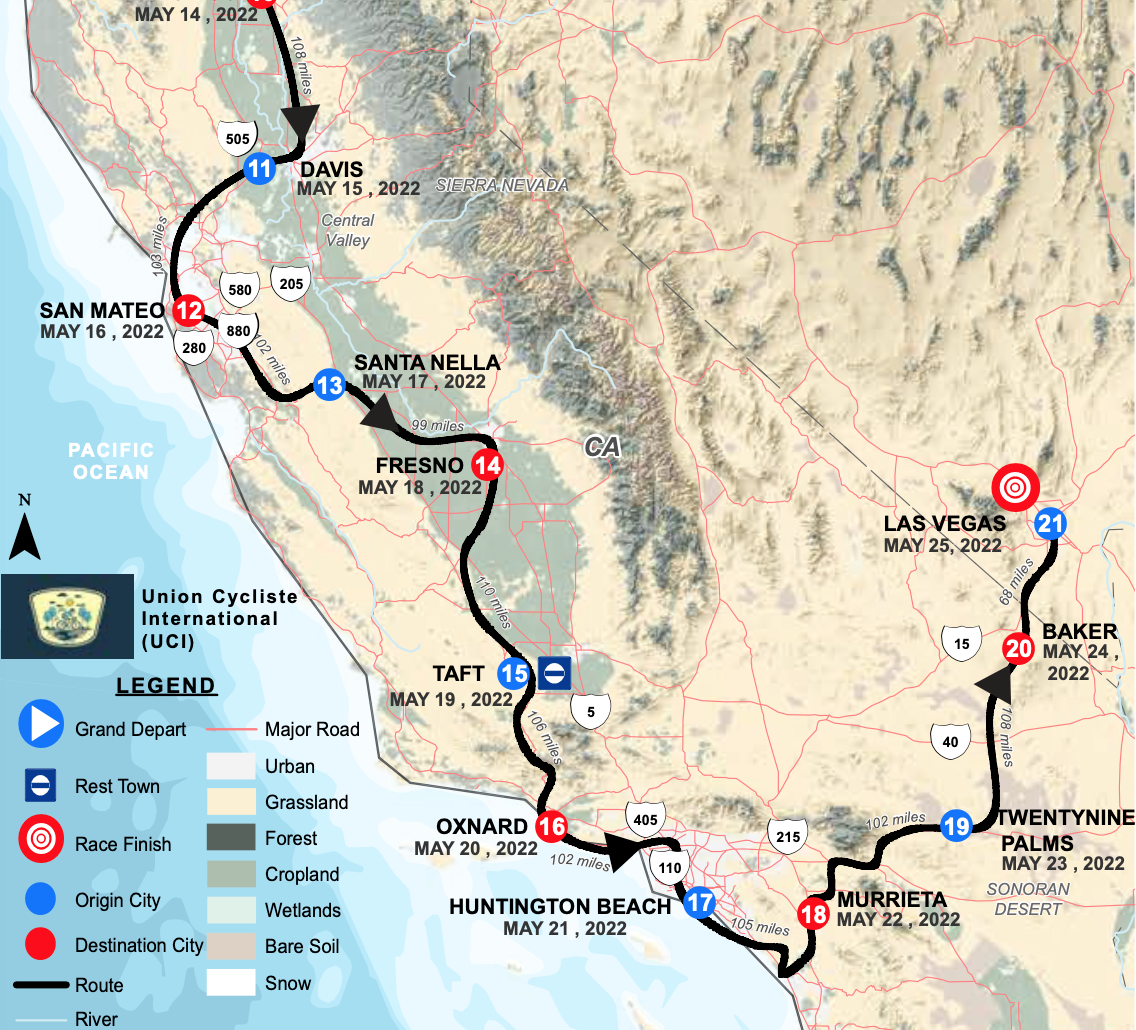 MAY 14 , 2022
108 miles
505
11
DAVIS
MAY 15 , 2022
SIERRA NEVADA
Central
Valley
103 miles
580
205
SAN MATEO
12
MAY 16 , 2022
880
280
102 miles
SANTA NELLA
13
MAY 17 , 2022
99 miles
CA
FRESNO
14
MAY 18 , 2022
PACIFIC
OCEAN
LAS VEGAS
21
MAY 25, 2022
N
68 miles
110 miles
Union Cycliste
International
(UCI)
15
BAKER
20
MAY 24 ,
2022
TAFT
15
MAY 19 , 2022
5
106 miles
40
108 miles
LEGEND
Grand Depart
Rest Town
Race Finish
Origin City
Destination City
Route
River
Major Road
Urban
Grassland
Forest
Cropland
Wetlands
Bare Soil
Snow
OXNARD
16
MAY 20 , 2022
405
215
102 miles
102 miles
19
TWENTYNINE
PALMS
MAY 23 , 2022
110
SONORAN
DESERT
HUNTINGTON BEACH
17
MAY 21 , 2022
105 miles
18
MURRIETA
MAY 22 , 2022